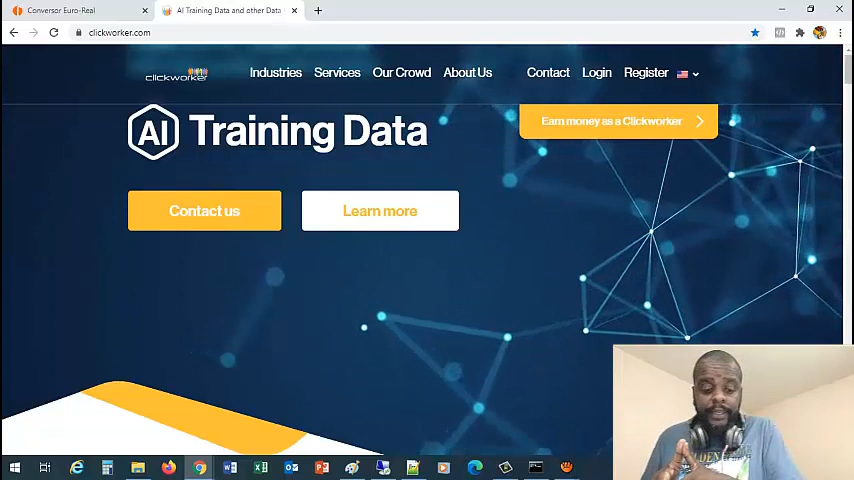 Conversor Euro-Real
AI Training Data and other Data
clickworker.com
clickworker
Industries Services Our Crowd About Us Contact Login Register
AI Training Data
Earn money as a Clickworker
Contact us
Learn more